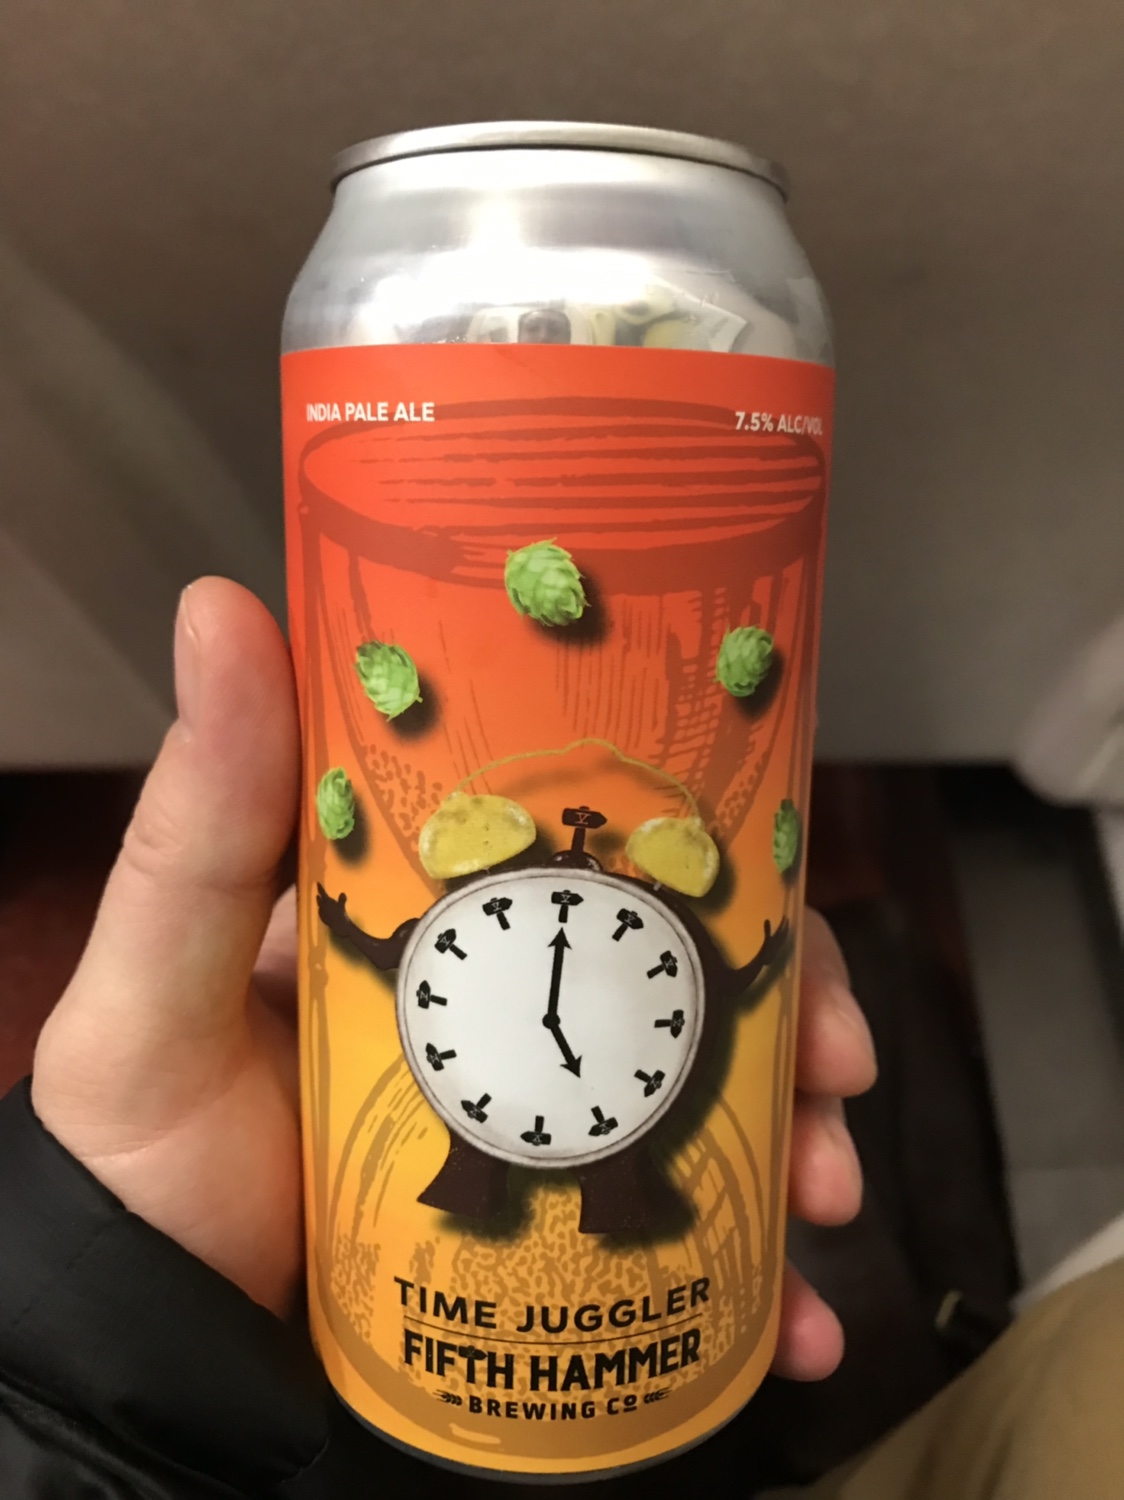 INDIA PALE ALE
7.5% ALC/VOL
V
TIME JUGGLER
FIFTH HAMMER
BREWING Co